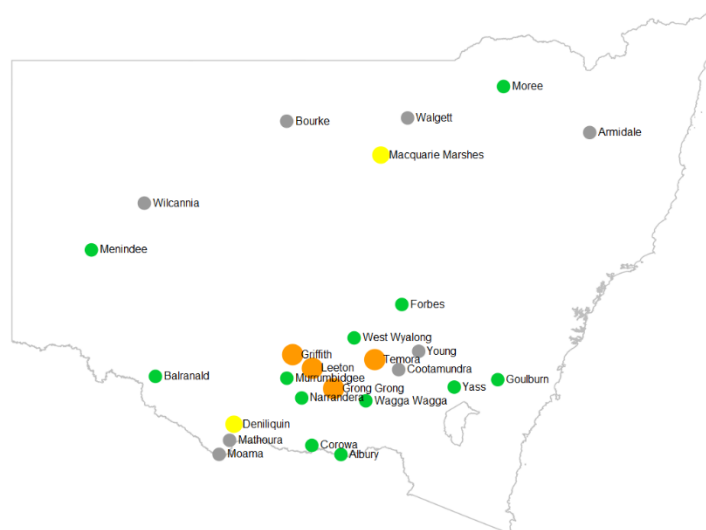 Moree
Bourke
Walgett
Armidale
Macquarie Marshes
Wilcannia
Menindee
Forbes
West Wyalong
Griffith
Young
Temora
Leeton
Cootamundra
Balranald
Murrumbidgee
Goulburn
Grong Grong
Yass
Narrandera
Wagga Wagga
Deniliquin
Mathoura
Corowa
Moama
Albury